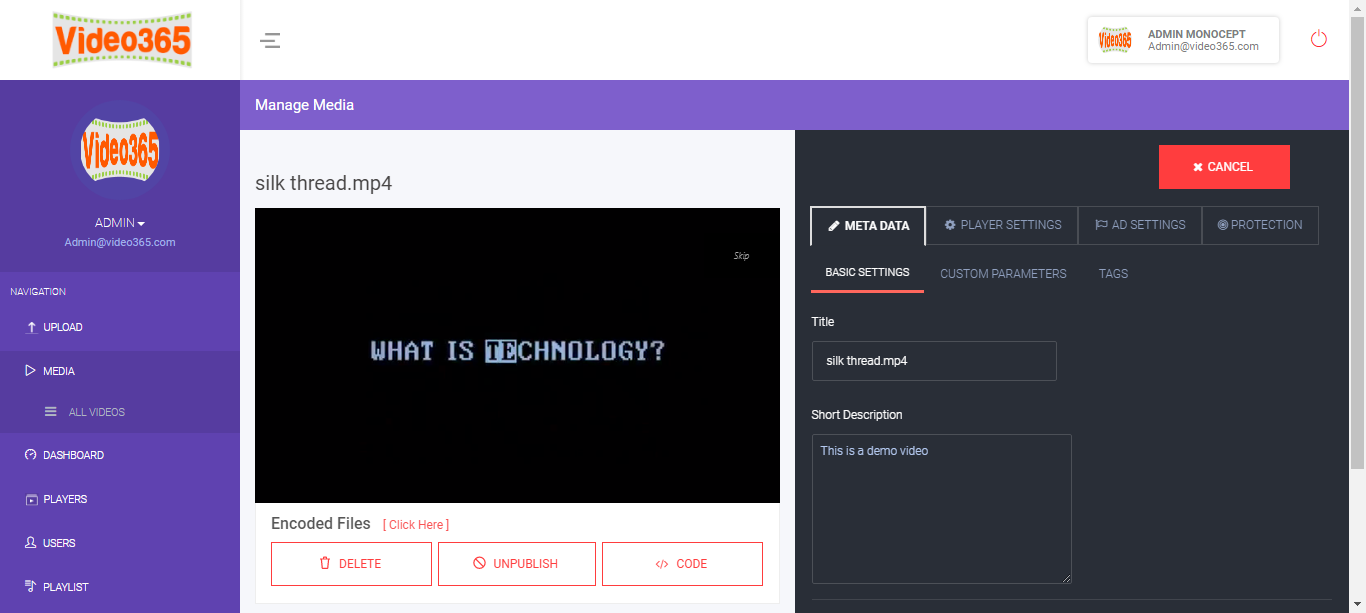 Video365
Video365
ADMIN MONOCEPT
Admin@video365.com
Manage Media
Video365
ADMIN
Admin@video365.com
NAVIGATION
UPLOAD
MEDIA
ALL VIDEOS
DASHBOARD
PLAYERS
USERS
PLAYLIST
silk thread.mp4
Skip
WHAT IS TECHNOLOGY?
Encoded Files [ Click Here ]
DELETE UNPUBLISH </> CODE
CANCEL
META DATA PLAYER SETTINGS AD SETTINGS PROTECTION
BASIC SETTINGS CUSTOM PARAMETERS TAGS
Title
silk thread.mp4
Short Description
This is a demo video